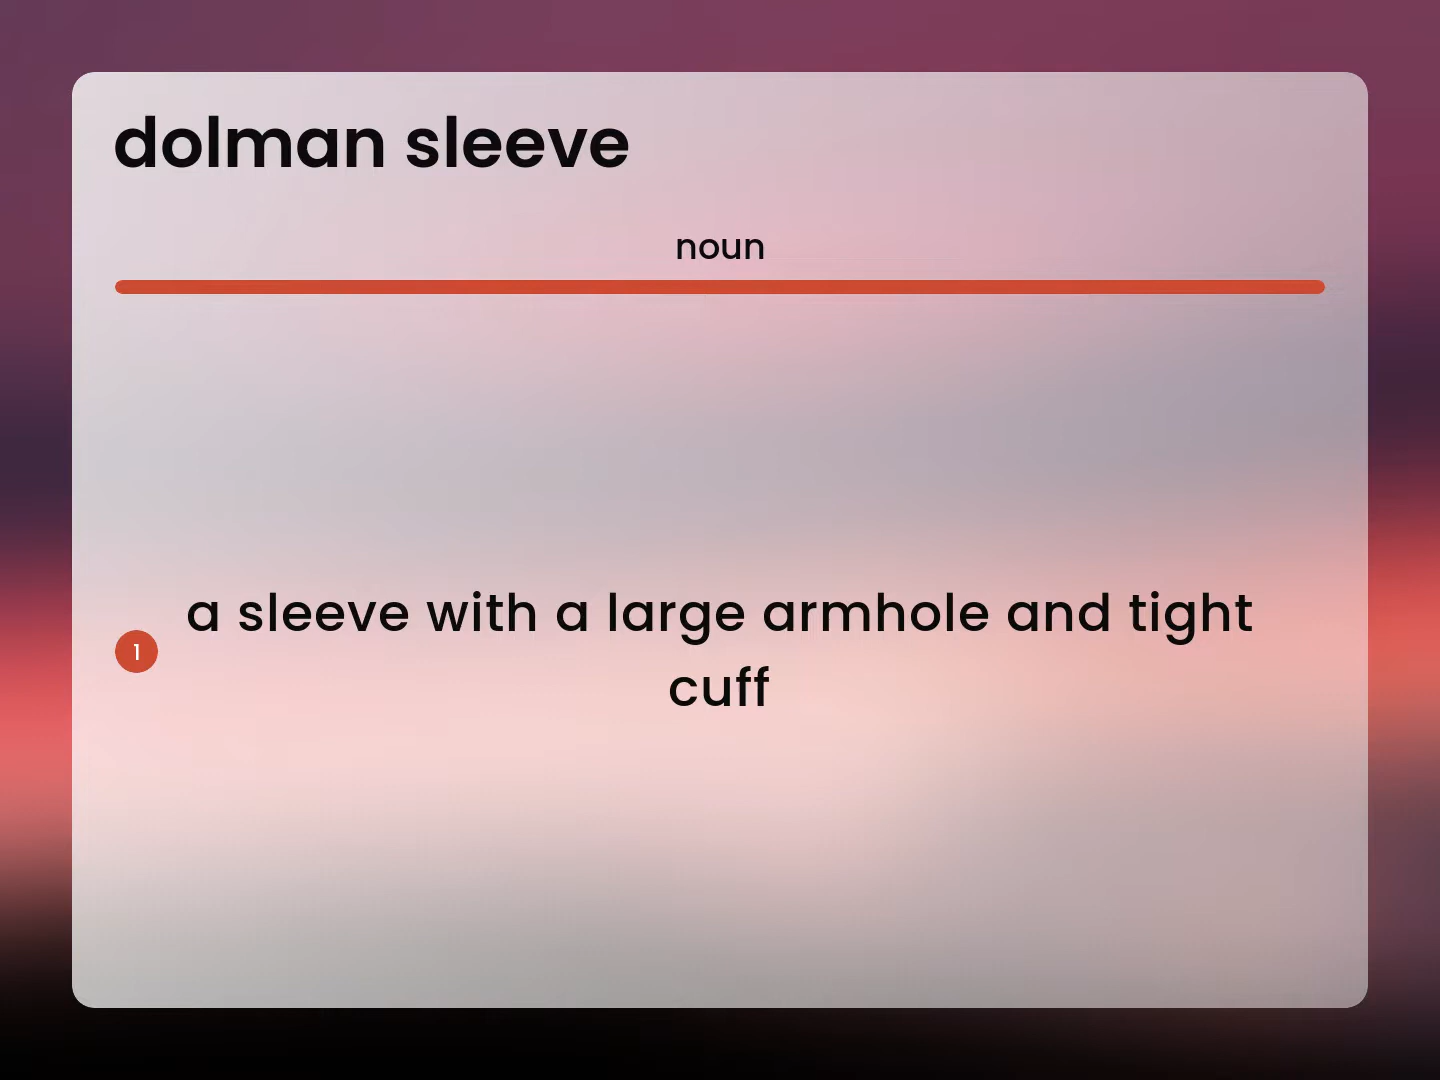 dolman sleeve
noun
1
a sleeve with a large armhole and tight
cuff